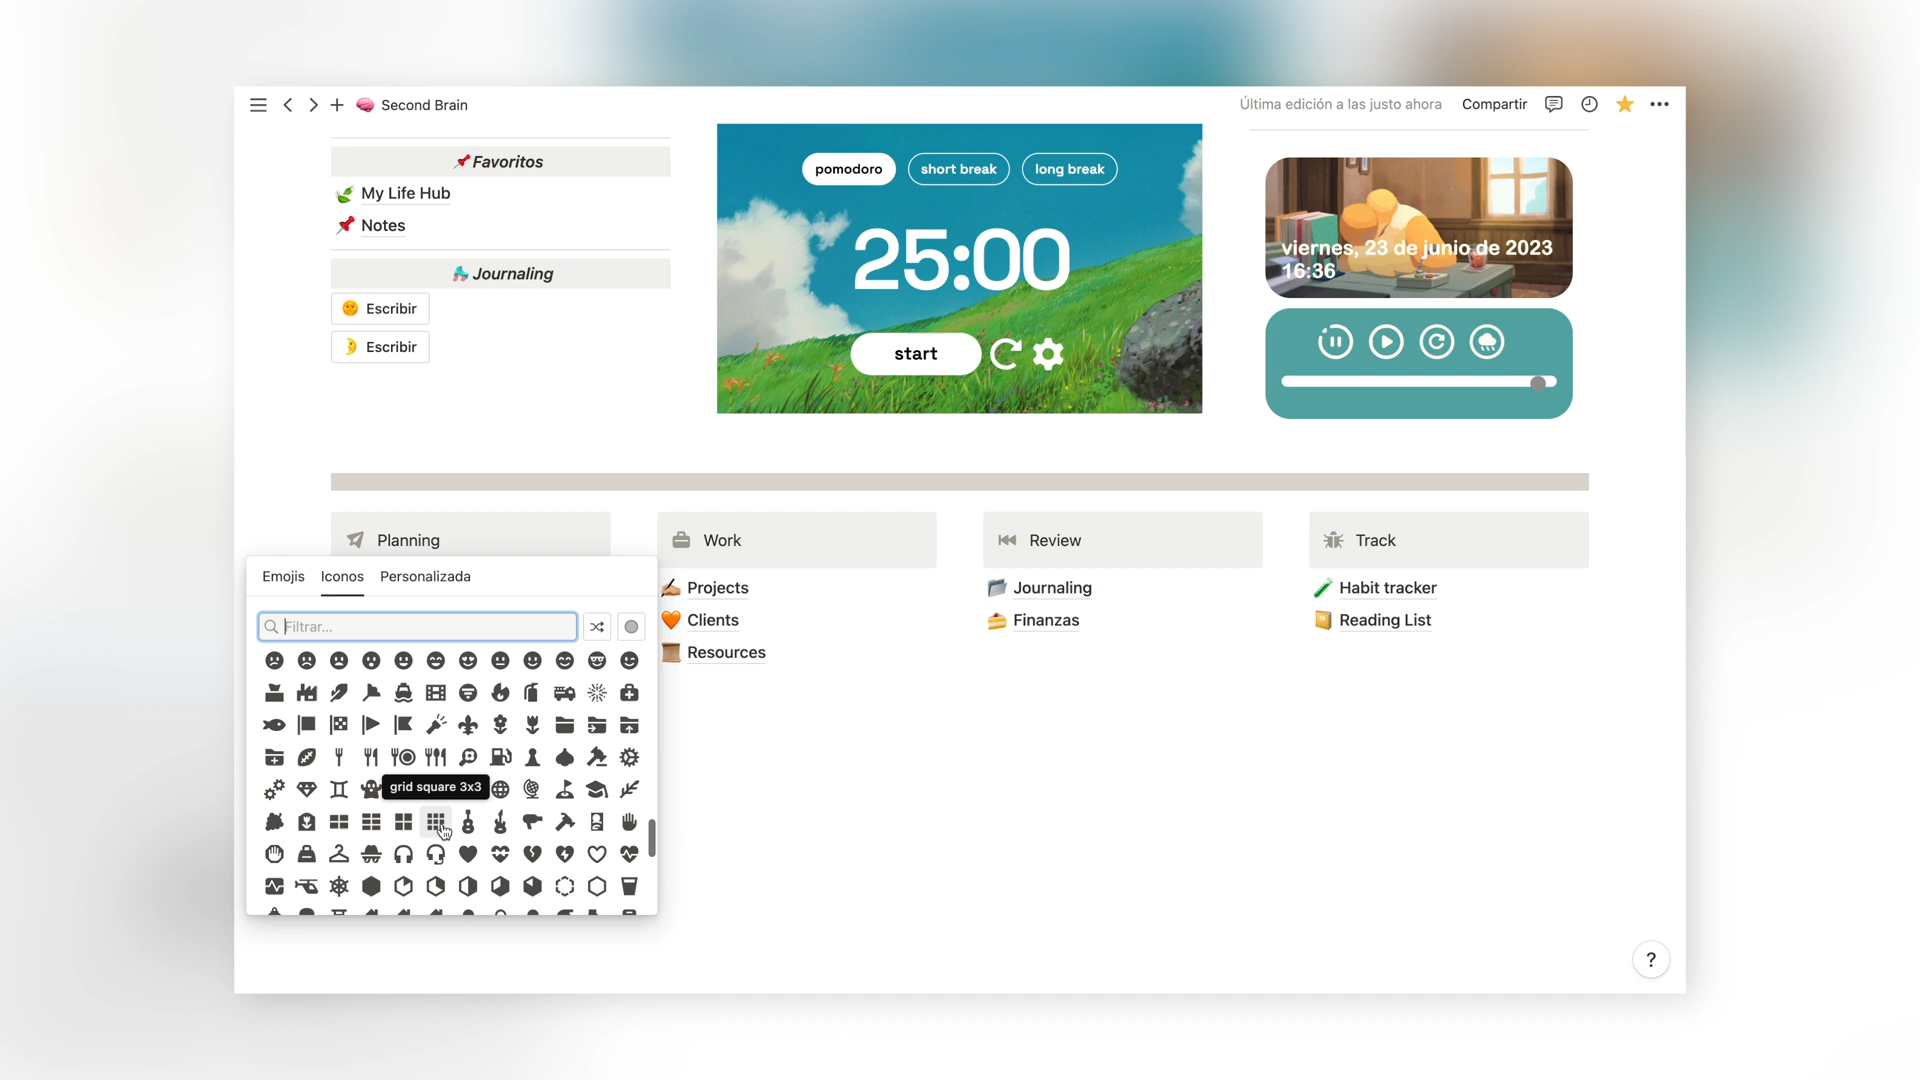 Second Brain
Última edición a las justo ahora
Compartir
Favoritos
My Life Hub
Notes
Journaling
Escribir
Escribir
pomodoro
short break
long break
25:00
start
viernes, 23 de junio de 2023
16:36
Planning
Work
Review
Track
Emojis
Iconos
Personalizada
Filtrar...
grid square 3x3
Projects
Clients
Resources
Journaling
Finanzas
Habit tracker
Reading List
?